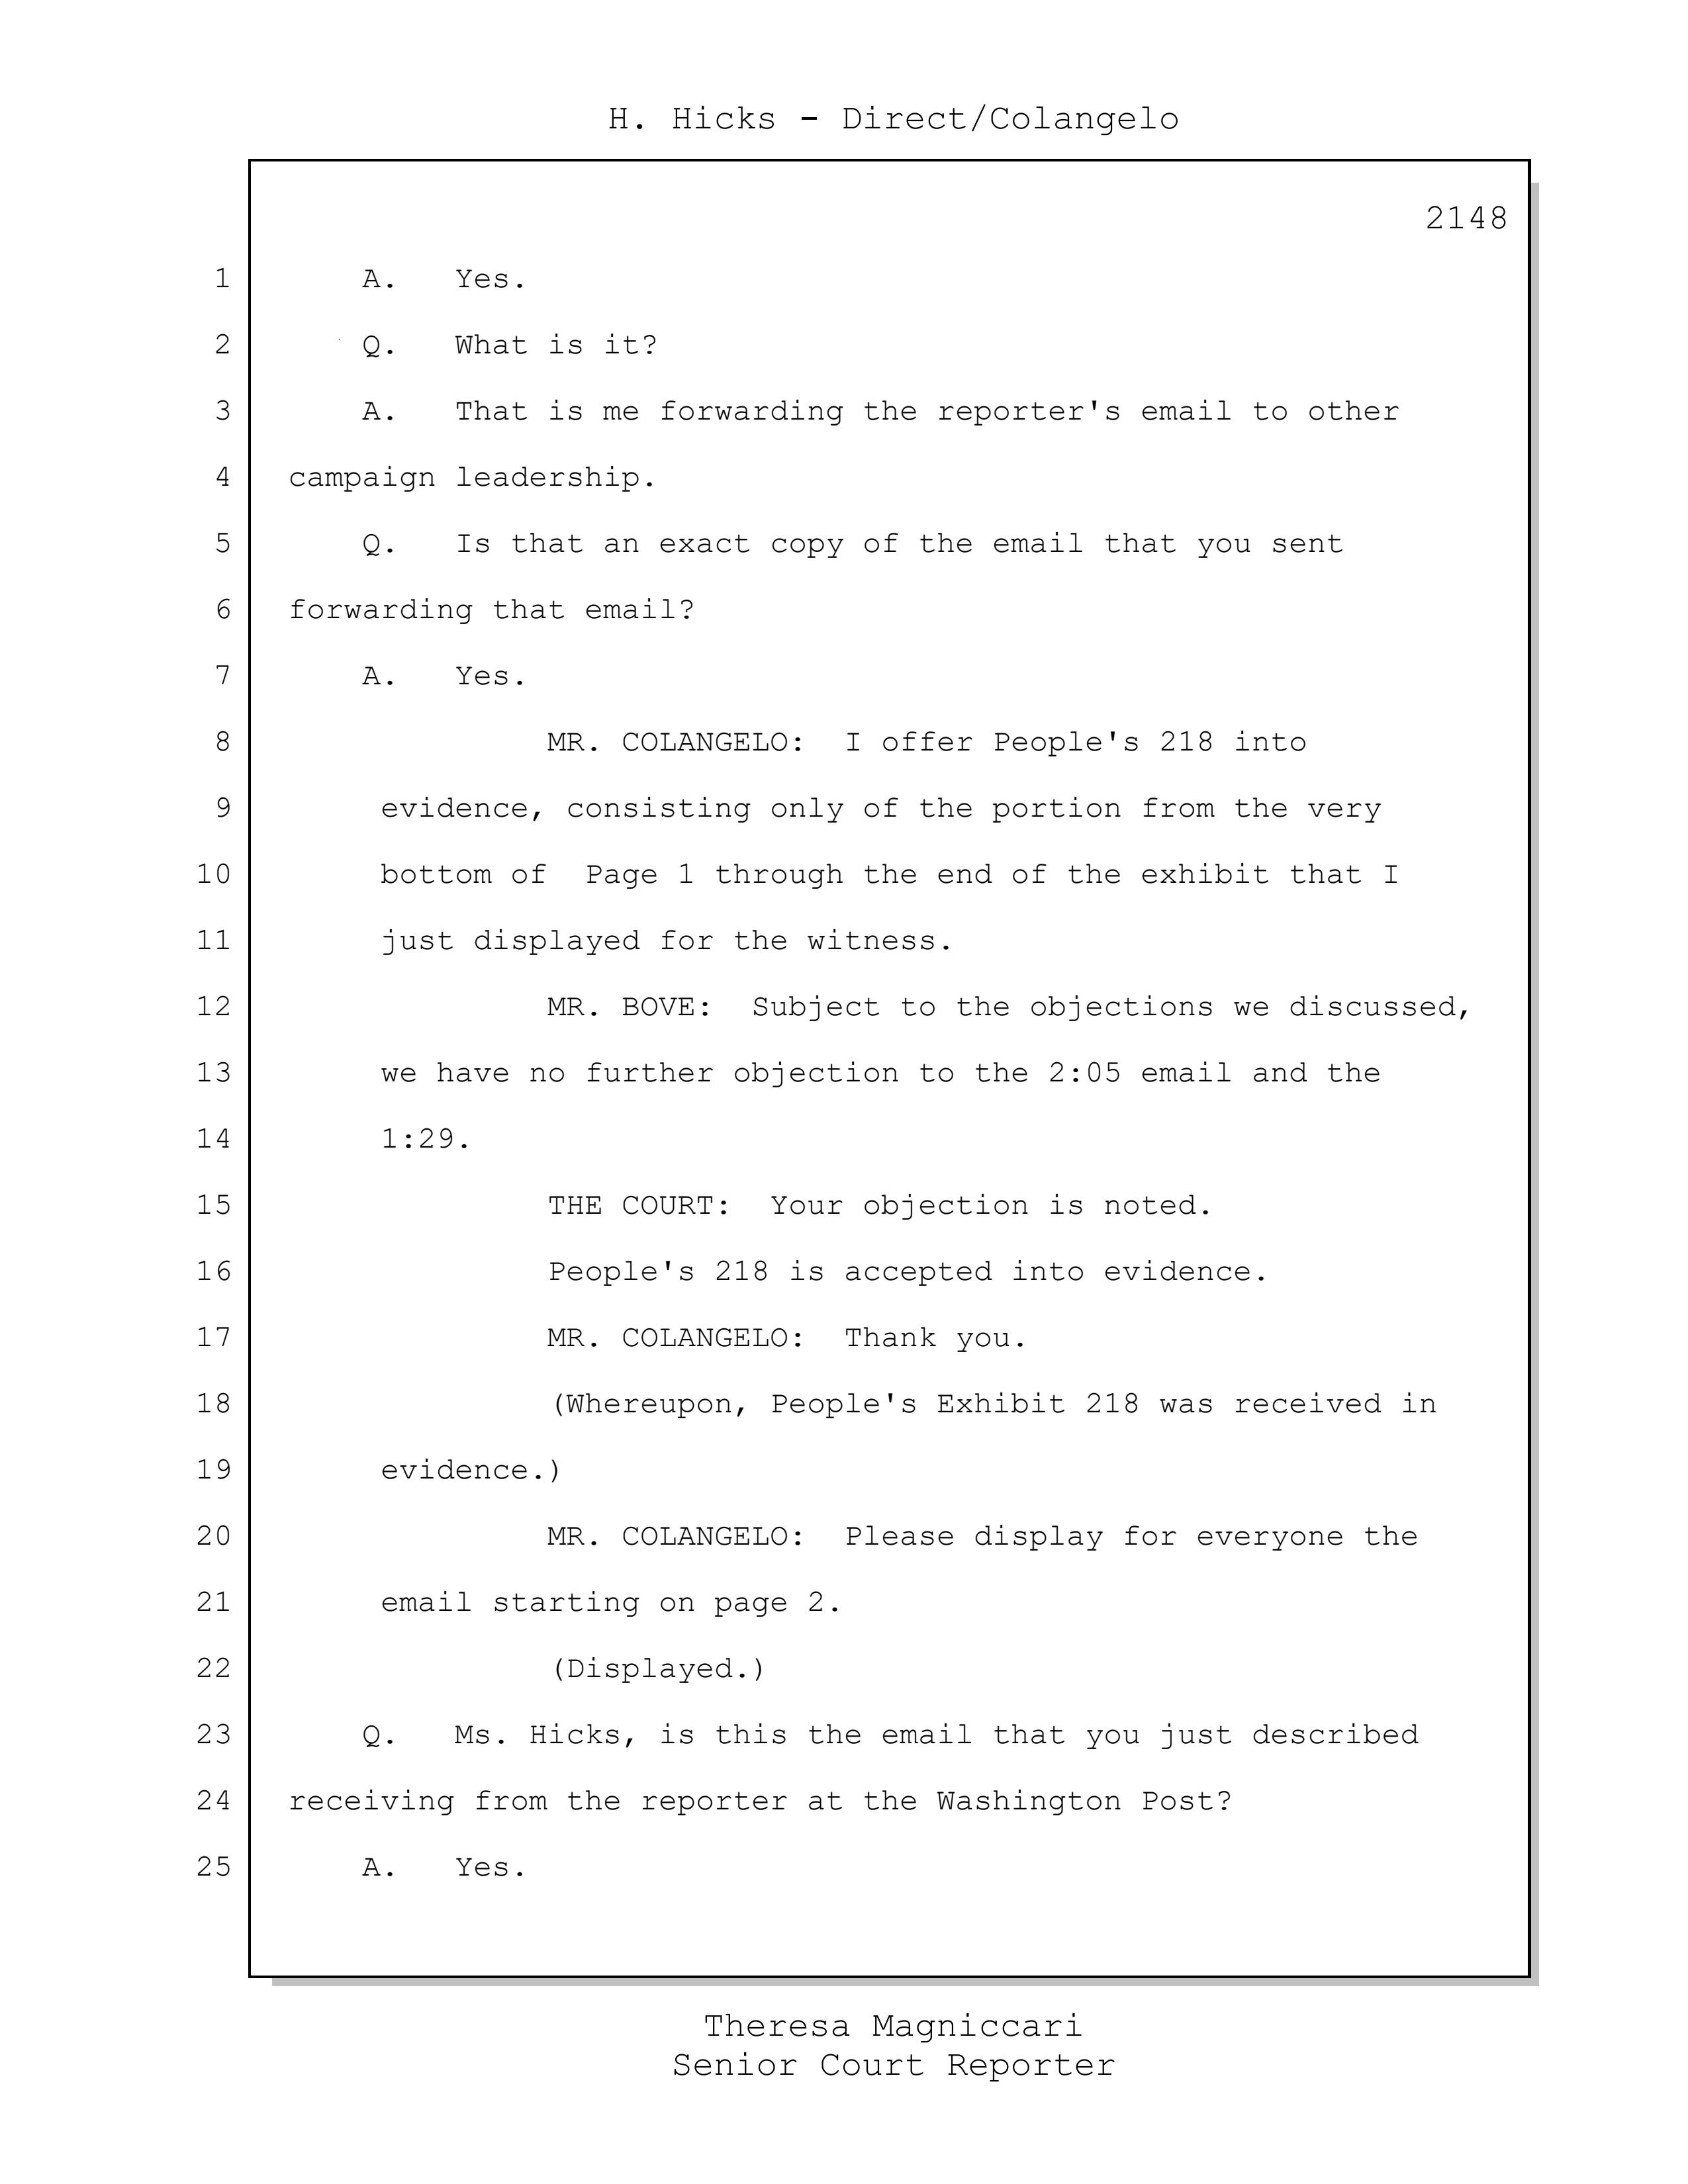 H. Hicks - Direct/Colangelo
2148
1 A. Yes.
2 Q. What is it?
3 A. That is me forwarding the reporter's email to other
4 campaign leadership.
5 Q. Is that an exact copy of the email that you sent
6 forwarding that email?
7 A. Yes.
8 MR. COLANGELO: I offer People's 218 into
9 evidence, consisting only of the portion from the very
10 bottom of Page 1 through the end of the exhibit that I
11 just displayed for the witness.
12 MR. BOVE: Subject to the objections we discussed,
13 we have no further objection to the 2:05 email and the
14 1:29.
15 THE COURT: Your objection is noted.
16 People's 218 is accepted into evidence.
17 MR. COLANGELO: Thank you.
18 (Whereupon, People's Exhibit 218 was received in
19 evidence.)
20 MR. COLANGELO: Please display for everyone the
21 email starting on page 2.
22 (Displayed.)
23 Q. Ms. Hicks, is this the email that you just described
24 receiving from the reporter at the Washington Post?
25 A. Yes.
Theresa Magniccari
Senior Court Reporter